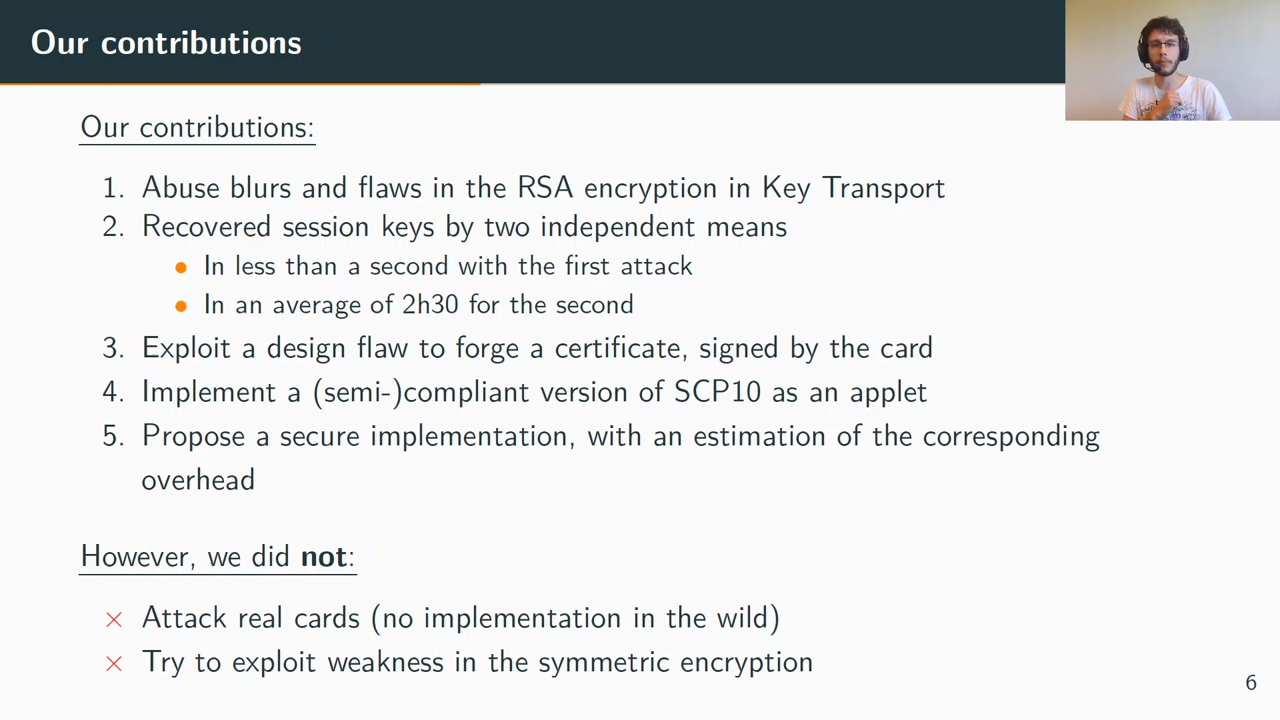 Our contributions
Our contributions:
1. Abuse blurs and flaws in the RSA encryption in Key Transport
2. Recovered session keys by two independent means
• In less than a second with the first attack
• In an average of 2h30 for the second
3. Exploit a design flaw to forge a certificate, signed by the card
4. Implement a (semi-)compliant version of SCP10 as an applet
5. Propose a secure implementation, with an estimation of the corresponding
overhead
However, we did not:
× Attack real cards (no implementation in the wild)
× Try to exploit weakness in the symmetric encryption
6